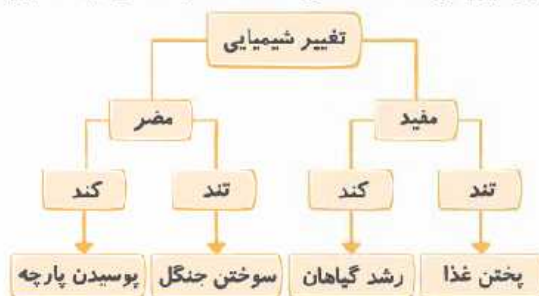 تغییر شیمیایی
مفید
مضر
تند
کند
تند
کند
پختن غذا
رشد گیاهان
سوختن جنگل
پوسیدن پارچه